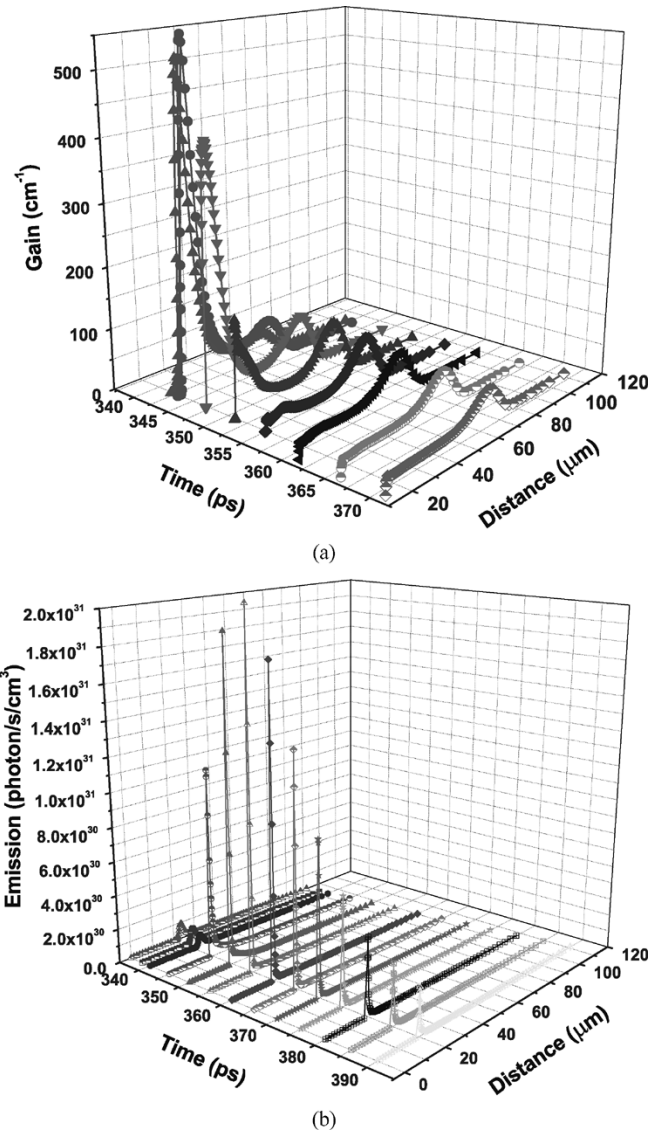 500
400
300
200
100
0
Gain (cm⁻¹)
340
345
350
355
360
365
370
Time (ps)
20
40
60
80
100
120
Distance (μm)
(a)
2.0x10³¹
1.8x10³¹
1.6x10³¹
1.4x10³¹
1.2x10³¹
1.0x10³¹
8.0x10³⁰
6.0x10³⁰
4.0x10³⁰
2.0x10³⁰
0.0
Emission (photon/s/cm³)
340
350
360
370
380
390
Time (ps)
0
20
40
60
80
100
120
Distance (μm)
(b)